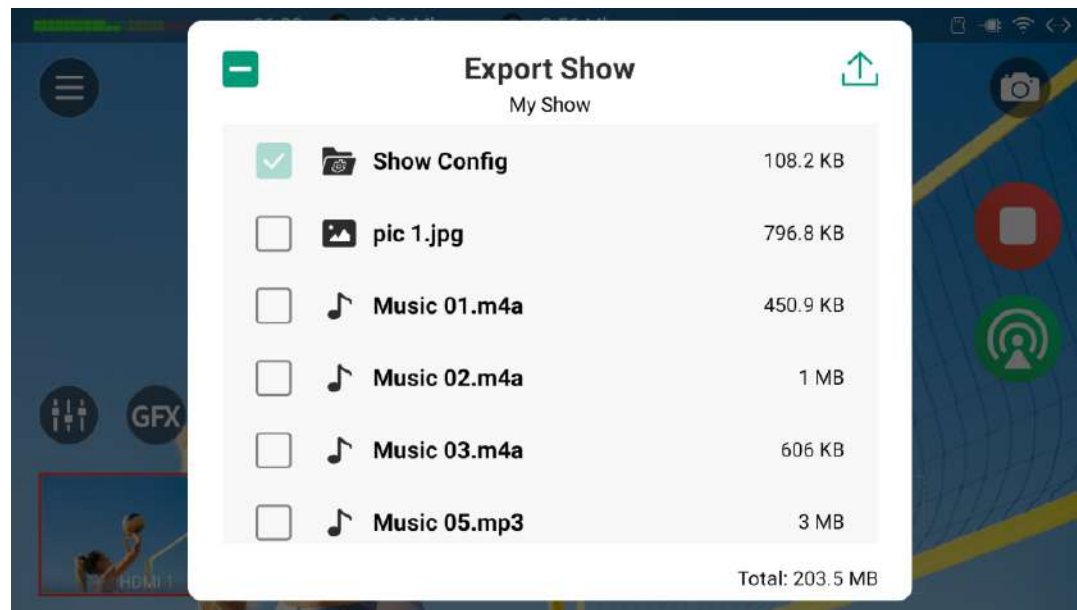 Export Show
My Show
Show Config 108.2 KB
pic 1.jpg 796.8 KB
Music 01.m4a 450.9 KB
Music 02.m4a 1 MB
Music 03.m4a 606 KB
Music 05.mp3 3 MB
Total: 203.5 MB
GFX
HDMI 1